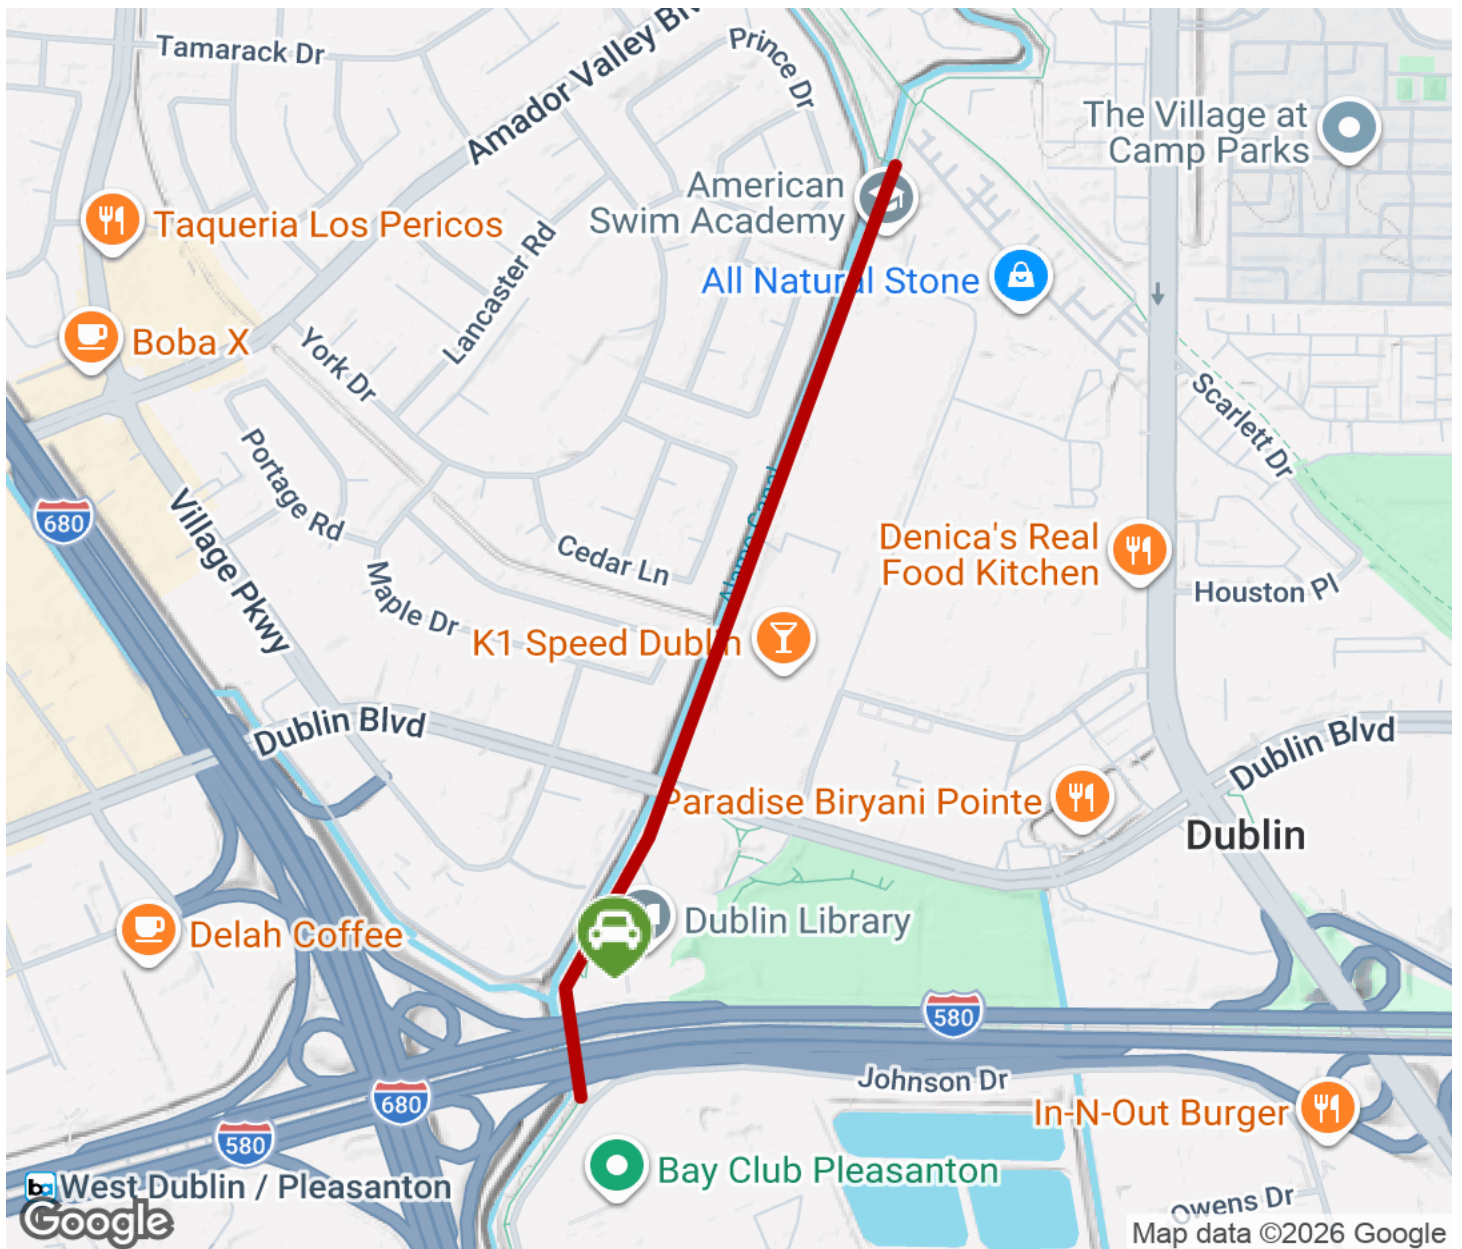 Tamarack Dr
Amador Valley Blv
Prince Dr
The Village at
Camp Parks
American
Swim Academy
Taqueria Los Pericos
Lancaster Rd
All Natural Stone
Boba X
York Dr
Scarlett Dr
Portage Rd
680
Village Pkwy
Alamo Canal
Denica's Real
Food Kitchen
Cedar Ln
Maple Dr
Houston Pl
K1 Speed Dublin
Dublin Blvd
Dublin Blvd
Paradise Biryani Pointe
Dublin
Dublin Library
Delah Coffee
580
Johnson Dr
680
In-N-Out Burger
580
Bay Club Pleasanton
ba West Dublin / Pleasanton
Owens Dr
Google
Map data ©2026 Google